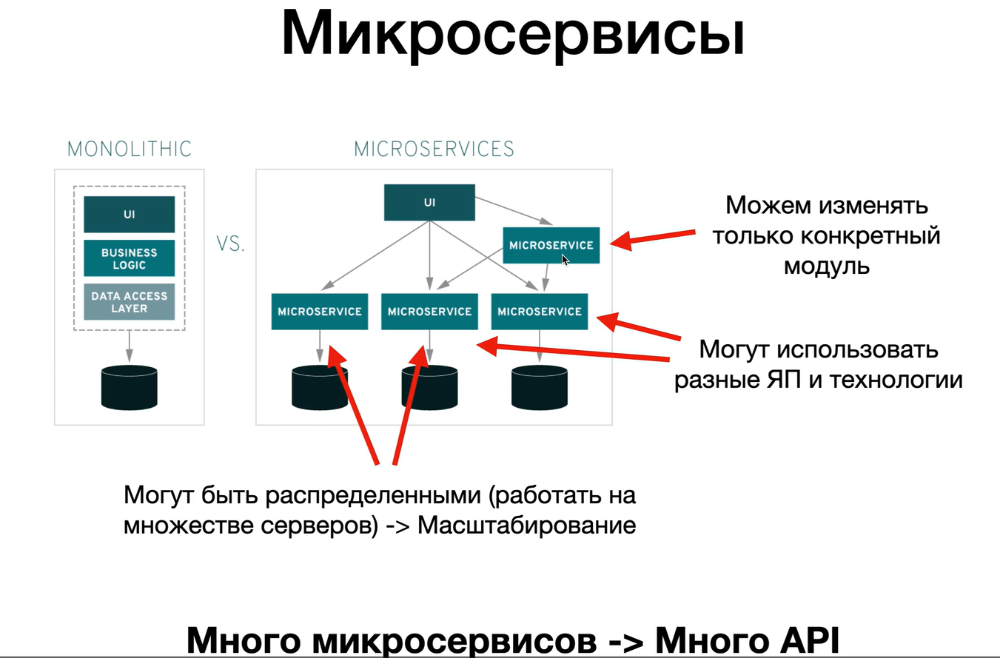 Микросервисы
MONOLITHIC
UI
BUSINESS
LOGIC
DATA ACCESS
LAYER
VS.
MICROSERVICES
UI
MICROSERVICE
MICROSERVICE
MICROSERVICE
MICROSERVICE
Можем изменять
только конкретный
модуль
Могут использовать
разные ЯП и технологии
Могут быть распределенными (работать на
множестве серверов) -> Масштабирование
Много микросервисов -> Много API